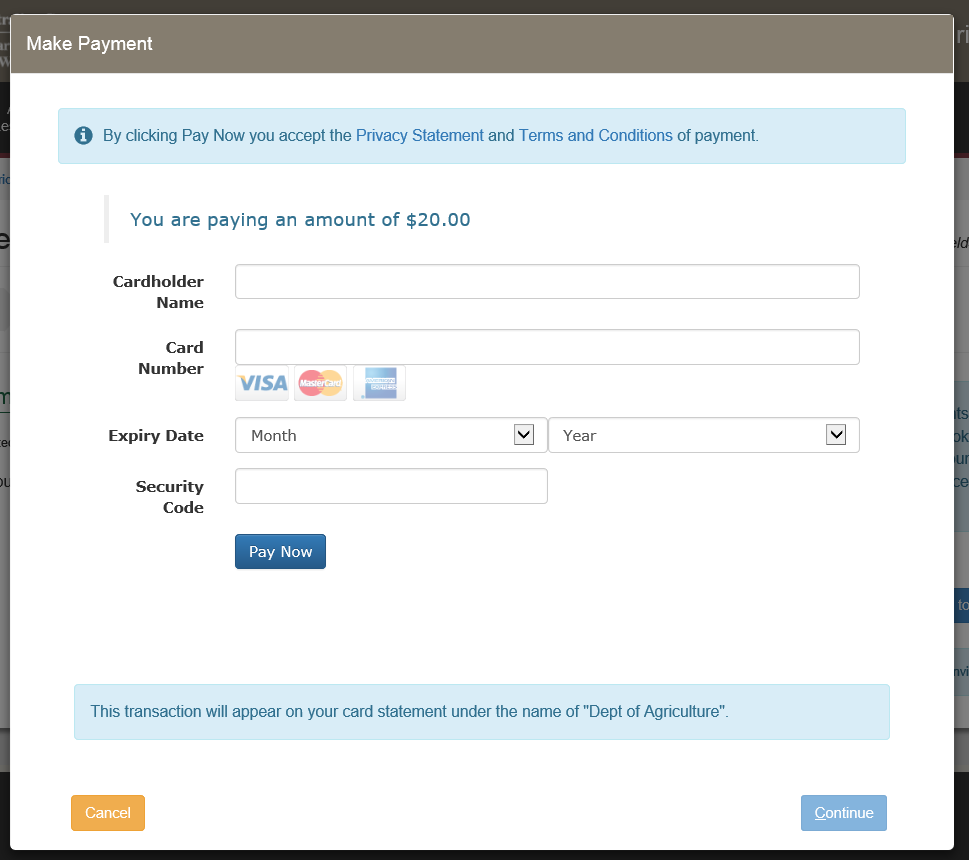 Make Payment
By clicking Pay Now you accept the Privacy Statement and Terms and Conditions of payment.
You are paying an amount of $20.00
Cardholder
Name
Card
Number
VISA MasterCard
Expiry Date Month Year
Security
Code
Pay Now
This transaction will appear on your card statement under the name of "Dept of Agriculture".
Cancel Continue